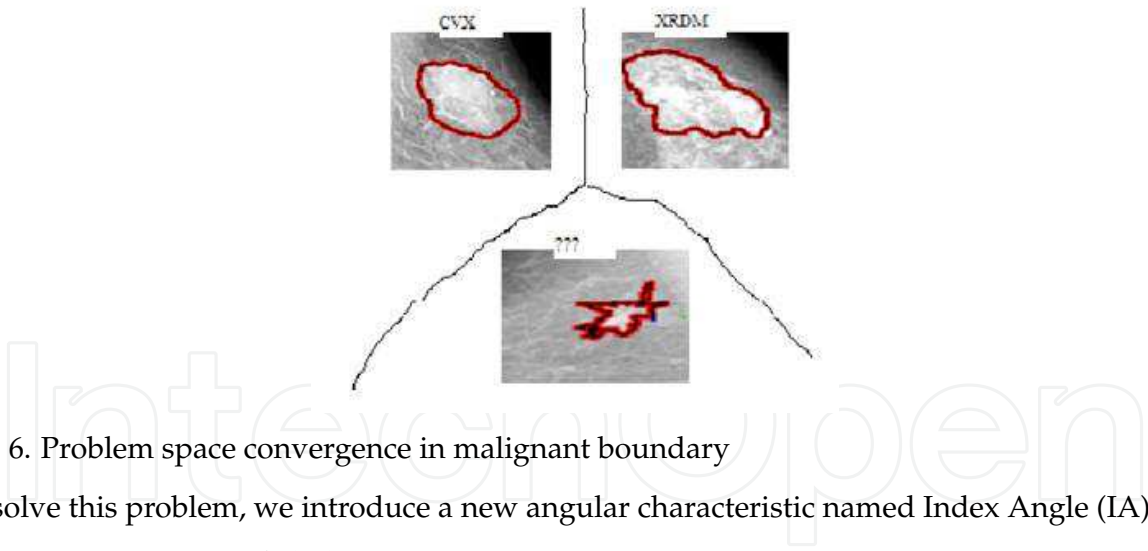 CVX
XRDM
???
6. Problem space convergence in malignant boundary
solve this problem, we introduce a new angular characteristic named Index Angle (IA)
IntechOpen